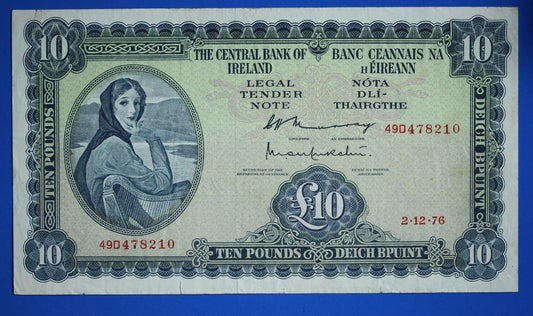 10
10
THE CENTRAL BANK OF
IRELAND
BANC CEANNAIS NA
hÉIREANN
LEGAL
TENDER
NOTE
NÓTA
DLÍ-
THAIRGTHE
49D478210
TEN POUNDS
DEICH BPUINT
£10
2·12·76
49D478210
10
TEN POUNDS
DEICH BPUINT
10